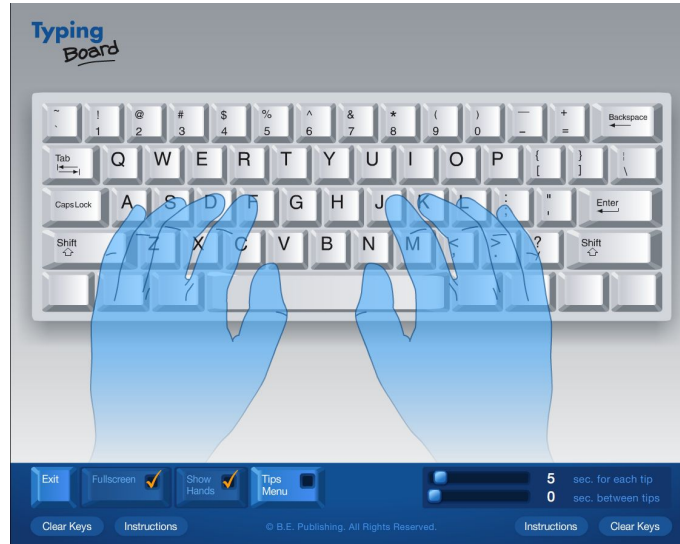 Typing
Board
~ ! @ # $ % ^ & * ( ) — + Backspace
` 1 2 3 4 5 6 7 8 9 0 – =
Tab Q W E R T Y U I O P { } ¦
[ ] \
Caps Lock A S D F G H J K L : " Enter
; '
Shift Z X C V B N M < > ? Shift
, .
Exit Fullscreen Show Hands Tips Menu
5 sec. for each tip
0 sec. between tips
Clear Keys Instructions © B.E. Publishing. All Rights Reserved. Instructions Clear Keys